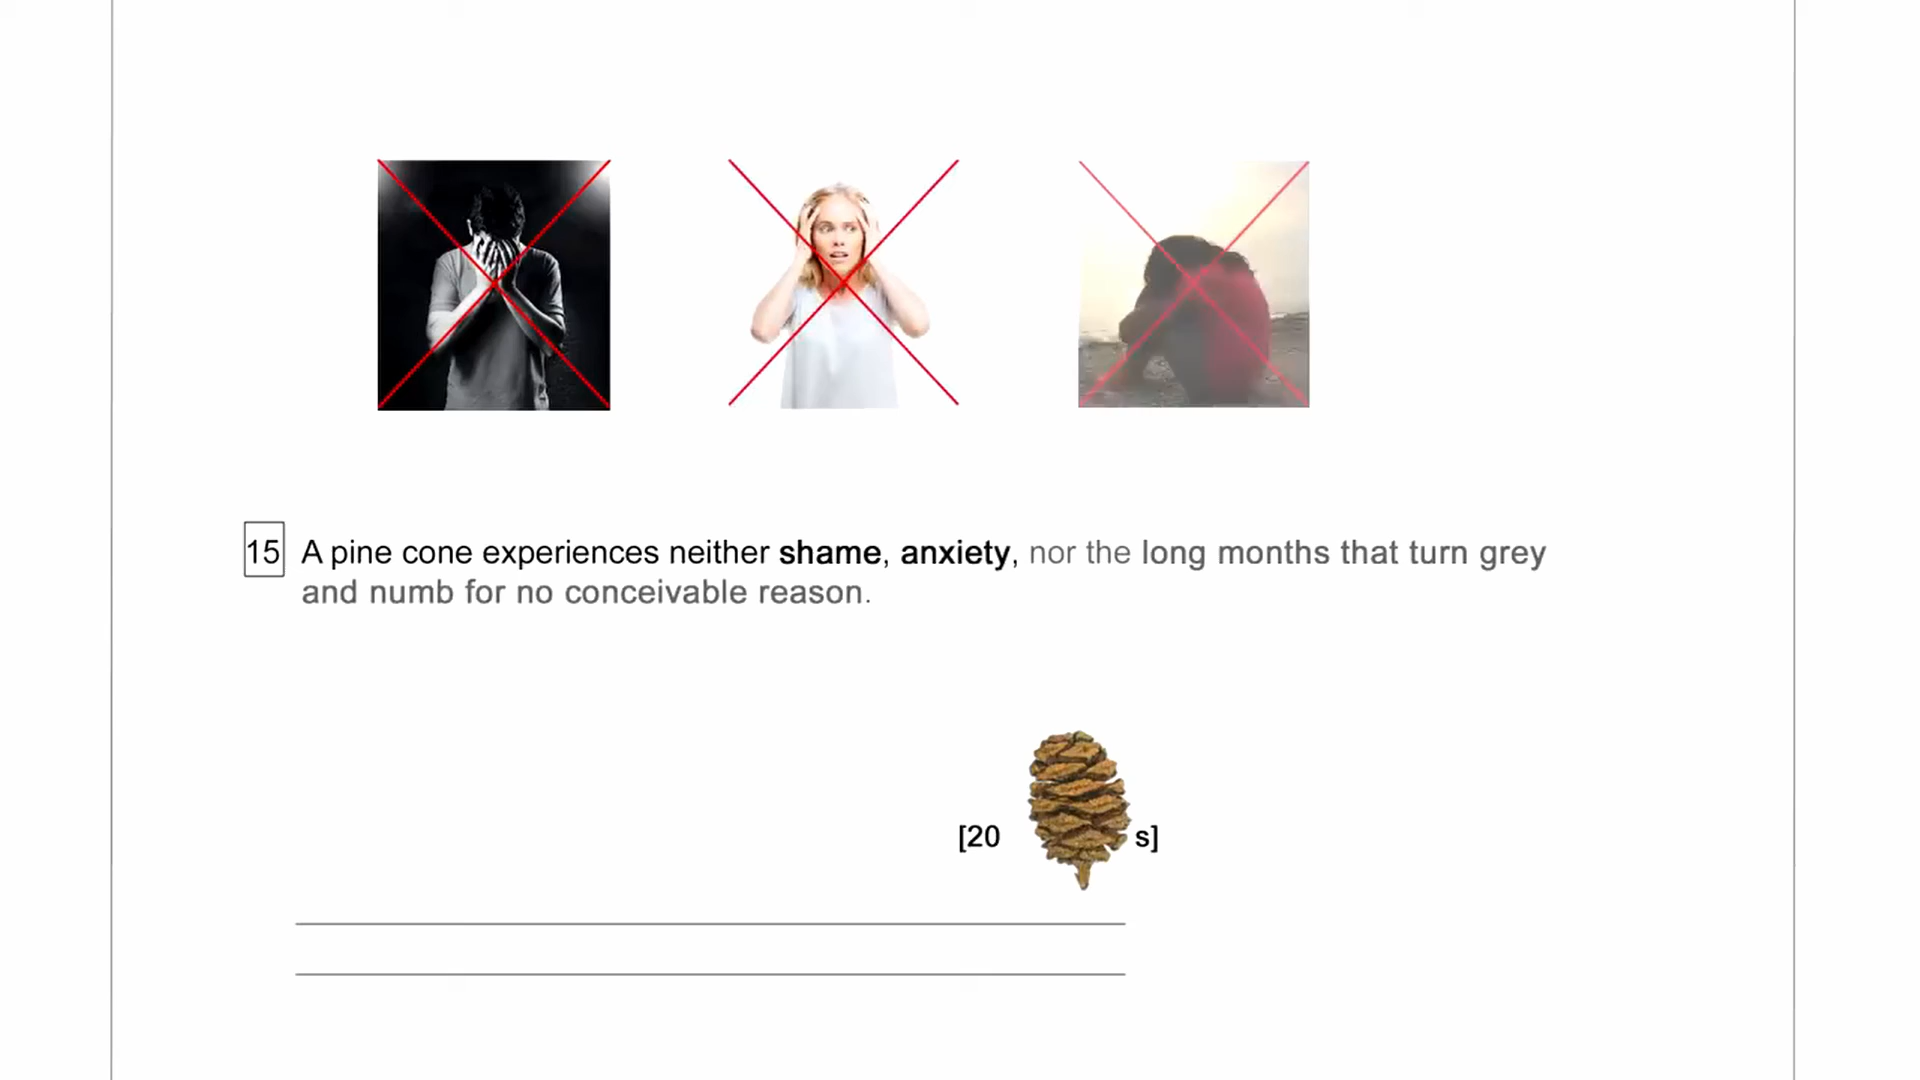 15 A pine cone experiences neither shame, anxiety, nor the long months that turn grey
and numb for no conceivable reason.
[20 s]